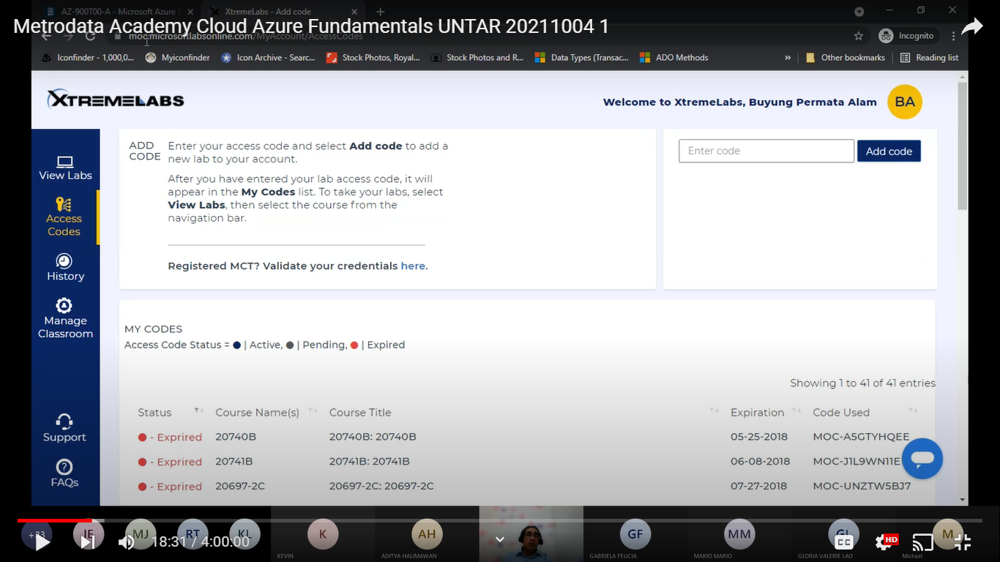 AZ-900T00-A - Microsoft Azure
XtremeLabs - Add code
Metrodata Academy Cloud Azure Fundamentals UNTAR 20211004 1
moc.microsoftlabsonline.com/MyAccount/AccessCodes
Incognito
Iconfinder - 1,000,0...
Myiconfinder
Icon Archive - Searc...
Stock Photos, Royal...
Stock Photos and R...
Data Types (Transac...
ADO Methods
»
Other bookmarks
Reading list
XTREMELABS
Welcome to XtremeLabs, Buyung Permata Alam
BA
View Labs
Access
Codes
History
Manage
Classroom
Support
FAQs
ADD
CODE
Enter your access code and select Add code to add a
new lab to your account.
After you have entered your lab access code, it will
appear in the My Codes list. To take your labs, select
View Labs, then select the course from the
navigation bar.
Registered MCT? Validate your credentials here.
Enter code
Add code
MY CODES
Access Code Status = | Active, | Pending, | Expired
Showing 1 to 41 of 41 entries
Status Course Name(s) Course Title Expiration Code Used
- Exprired 20740B 20740B: 20740B 05-25-2018 MOC-A5GTYHQEE
- Exprired 20741B 20741B: 20741B 06-08-2018 MOC-J1L9WN11E
- Exprired 20697-2C 20697-2C: 20697-2C 07-27-2018 MOC-UNZTW5BJ7
+33
JE
MJ
RT
KL
K
AH
GF
MM
M
18:31 / 4:00:00
CC
HD
KEVIN
ADITYA HALIMAWAN
GABRIELA FELICIA
MARIO MARIO
GLORIA VALERIE LAO
Michael